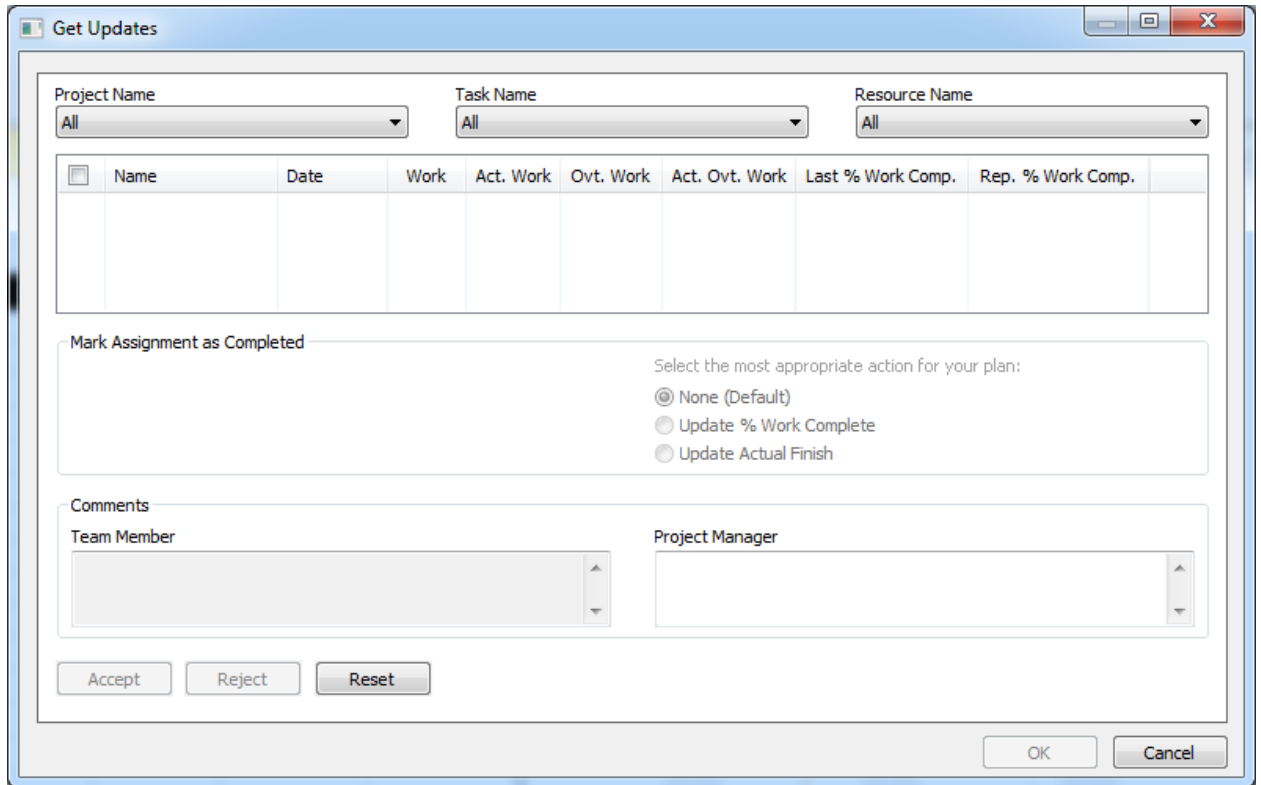 Get Updates
Project Name Task Name Resource Name
All All All
Name Date Work Act. Work Ovt. Work Act. Ovt. Work Last % Work Comp. Rep. % Work Comp.
Mark Assignment as Completed
Select the most appropriate action for your plan:
None (Default)
Update % Work Complete
Update Actual Finish
Comments
Team Member Project Manager
Accept Reject Reset
OK Cancel